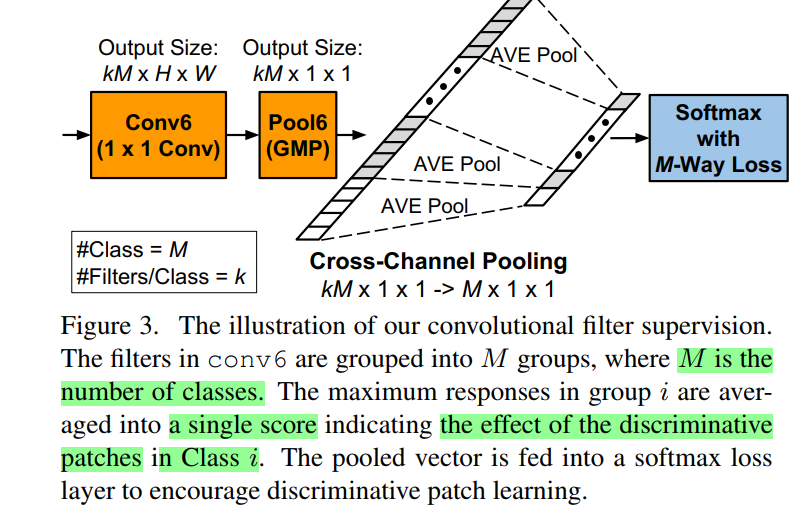 Output Size:
kM x H x W
Output Size:
kM x 1 x 1
Conv6
(1 x 1 Conv)
Pool6
(GMP)
AVE Pool
AVE Pool
AVE Pool
Softmax
with
M-Way Loss
#Class = M
#Filters/Class = k
Cross-Channel Pooling
kM x 1 x 1 -> M x 1 x 1
Figure 3. The illustration of our convolutional filter supervision.
The filters in conv6 are grouped into M groups, where M is the
number of classes. The maximum responses in group i are aver-
aged into a single score indicating the effect of the discriminative
patches in Class i. The pooled vector is fed into a softmax loss
layer to encourage discriminative patch learning.